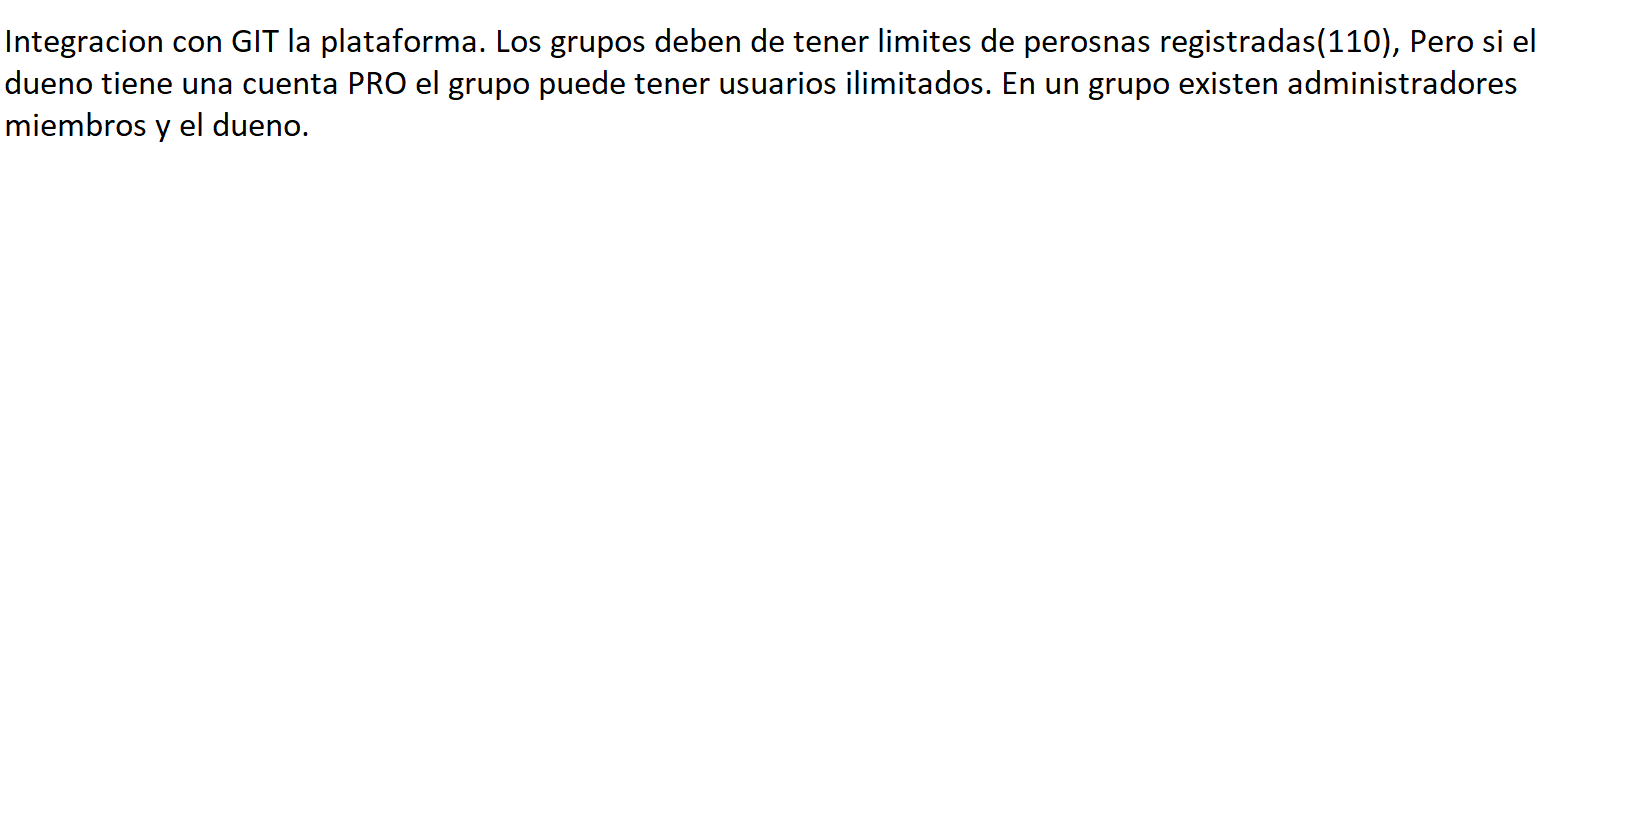 Integracion con GIT la plataforma. Los grupos deben de tener limites de perosnas registradas(110), Pero si el
dueno tiene una cuenta PRO el grupo puede tener usuarios ilimitados. En un grupo existen administradores
miembros y el dueno.